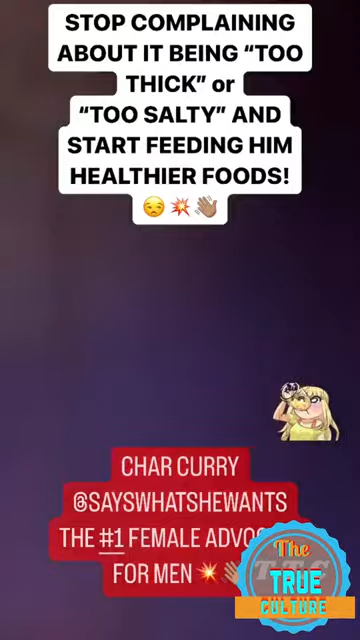 STOP COMPLAINING
ABOUT IT BEING “TOO
THICK” or
“TOO SALTY” AND
START FEEDING HIM
HEALTHIER FOODS!
😒 💥 👋🏽
CHAR CURRY
@SAYSWHATSHEWANTS
THE #1 FEMALE
FOR MEN 💥 👋🏽
The
TRUE
CULTURE